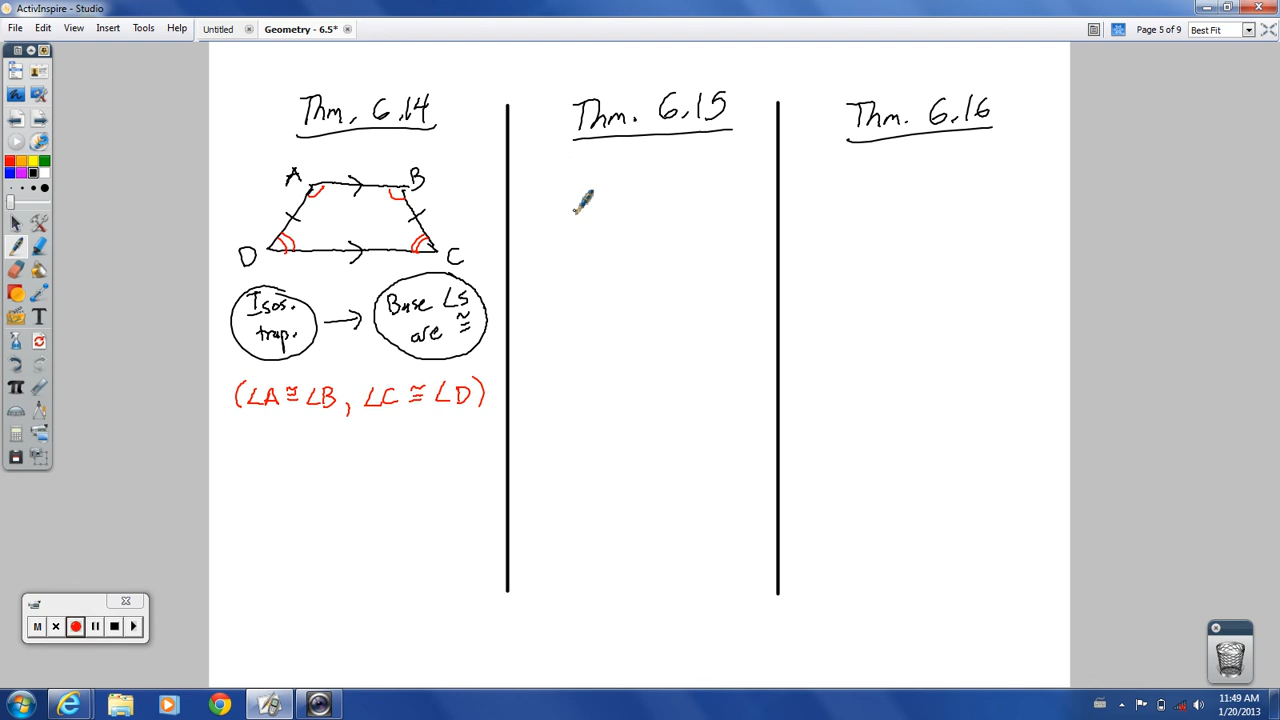 ActivInspire - Studio
File Edit View Insert Tools Help
Untitled
Geometry - 6.5*
Page 5 of 9
Best Fit
Thm. 6.14
A B
D C
Isos. trap. → Base ∠s are ≅
(∠A ≅ ∠B, ∠C ≅ ∠D)
Thm. 6.15
Thm. 6.16
M
11:49 AM
1/20/2013